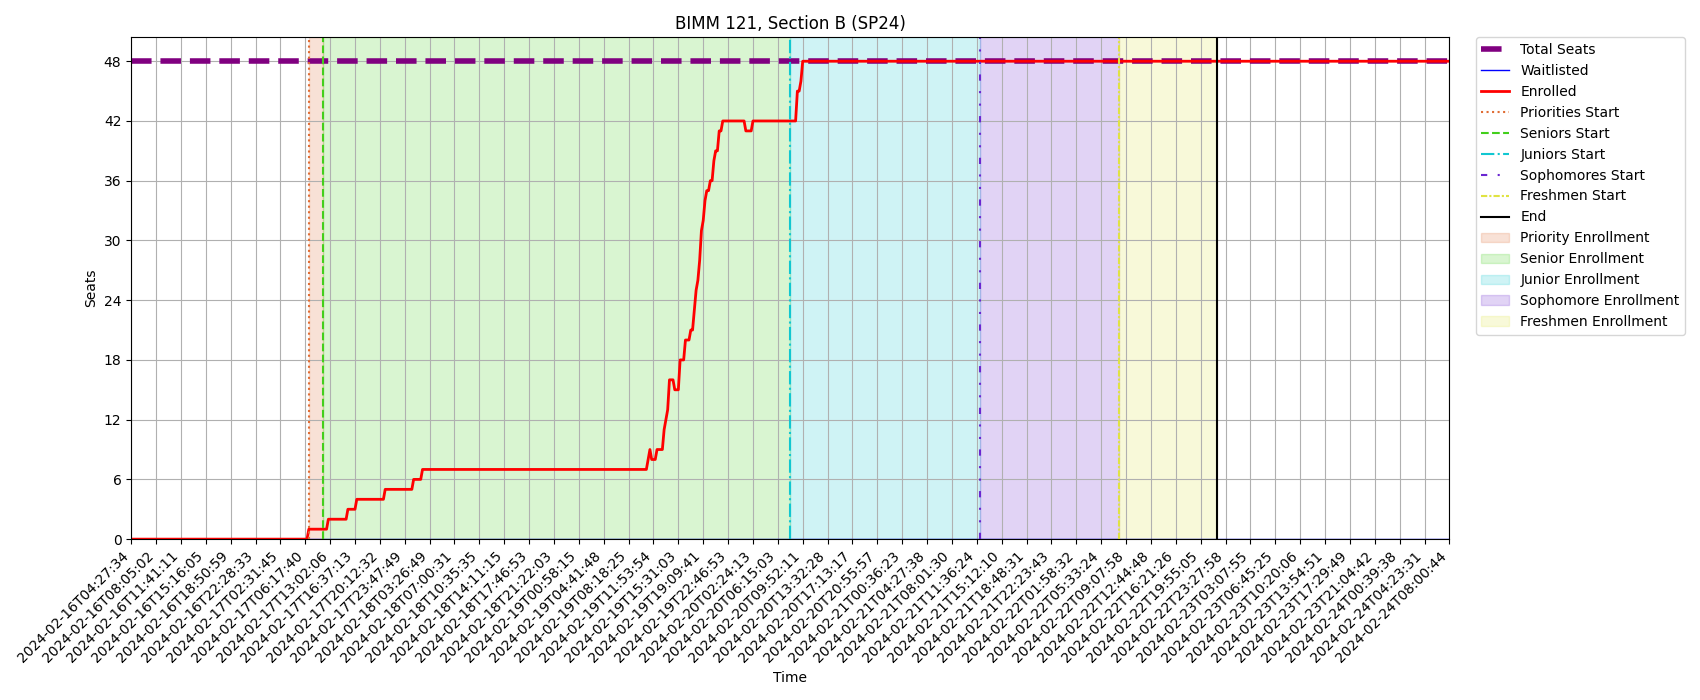 BIMM 121, Section B (SP24)
Seats
48
42
36
30
24
18
12
6
0
2024-02-16T04:27:34
2024-02-16T08:05:02
2024-02-16T11:41:11
2024-02-16T15:16:05
2024-02-16T18:50:59
2024-02-16T22:28:33
2024-02-17T02:31:45
2024-02-17T06:17:40
2024-02-17T13:02:06
2024-02-17T16:37:13
2024-02-17T20:12:32
2024-02-17T23:47:49
2024-02-18T03:26:49
2024-02-18T07:00:31
2024-02-18T10:35:35
2024-02-18T14:11:15
2024-02-18T17:46:53
2024-02-18T21:22:03
2024-02-19T00:58:15
2024-02-19T04:41:48
2024-02-19T08:18:25
2024-02-19T11:53:54
2024-02-19T15:31:03
2024-02-19T19:09:41
2024-02-19T22:46:53
2024-02-20T02:24:13
2024-02-20T06:15:03
2024-02-20T09:52:11
2024-02-20T13:32:28
2024-02-20T17:13:17
2024-02-20T20:55:57
2024-02-21T00:36:23
2024-02-21T04:27:38
2024-02-21T08:01:30
2024-02-21T11:36:24
2024-02-21T15:12:10
2024-02-21T18:48:31
2024-02-21T22:23:43
2024-02-22T01:58:32
2024-02-22T05:33:24
2024-02-22T09:07:58
2024-02-22T12:44:48
2024-02-22T16:21:26
2024-02-22T19:55:05
2024-02-22T23:27:58
2024-02-23T03:07:55
2024-02-23T06:45:25
2024-02-23T10:20:06
2024-02-23T13:54:51
2024-02-23T17:29:49
2024-02-23T21:04:42
2024-02-24T00:39:38
2024-02-24T04:23:31
2024-02-24T08:00:44
Time
Total Seats
Waitlisted
Enrolled
Priorities Start
Seniors Start
Juniors Start
Sophomores Start
Freshmen Start
End
Priority Enrollment
Senior Enrollment
Junior Enrollment
Sophomore Enrollment
Freshmen Enrollment